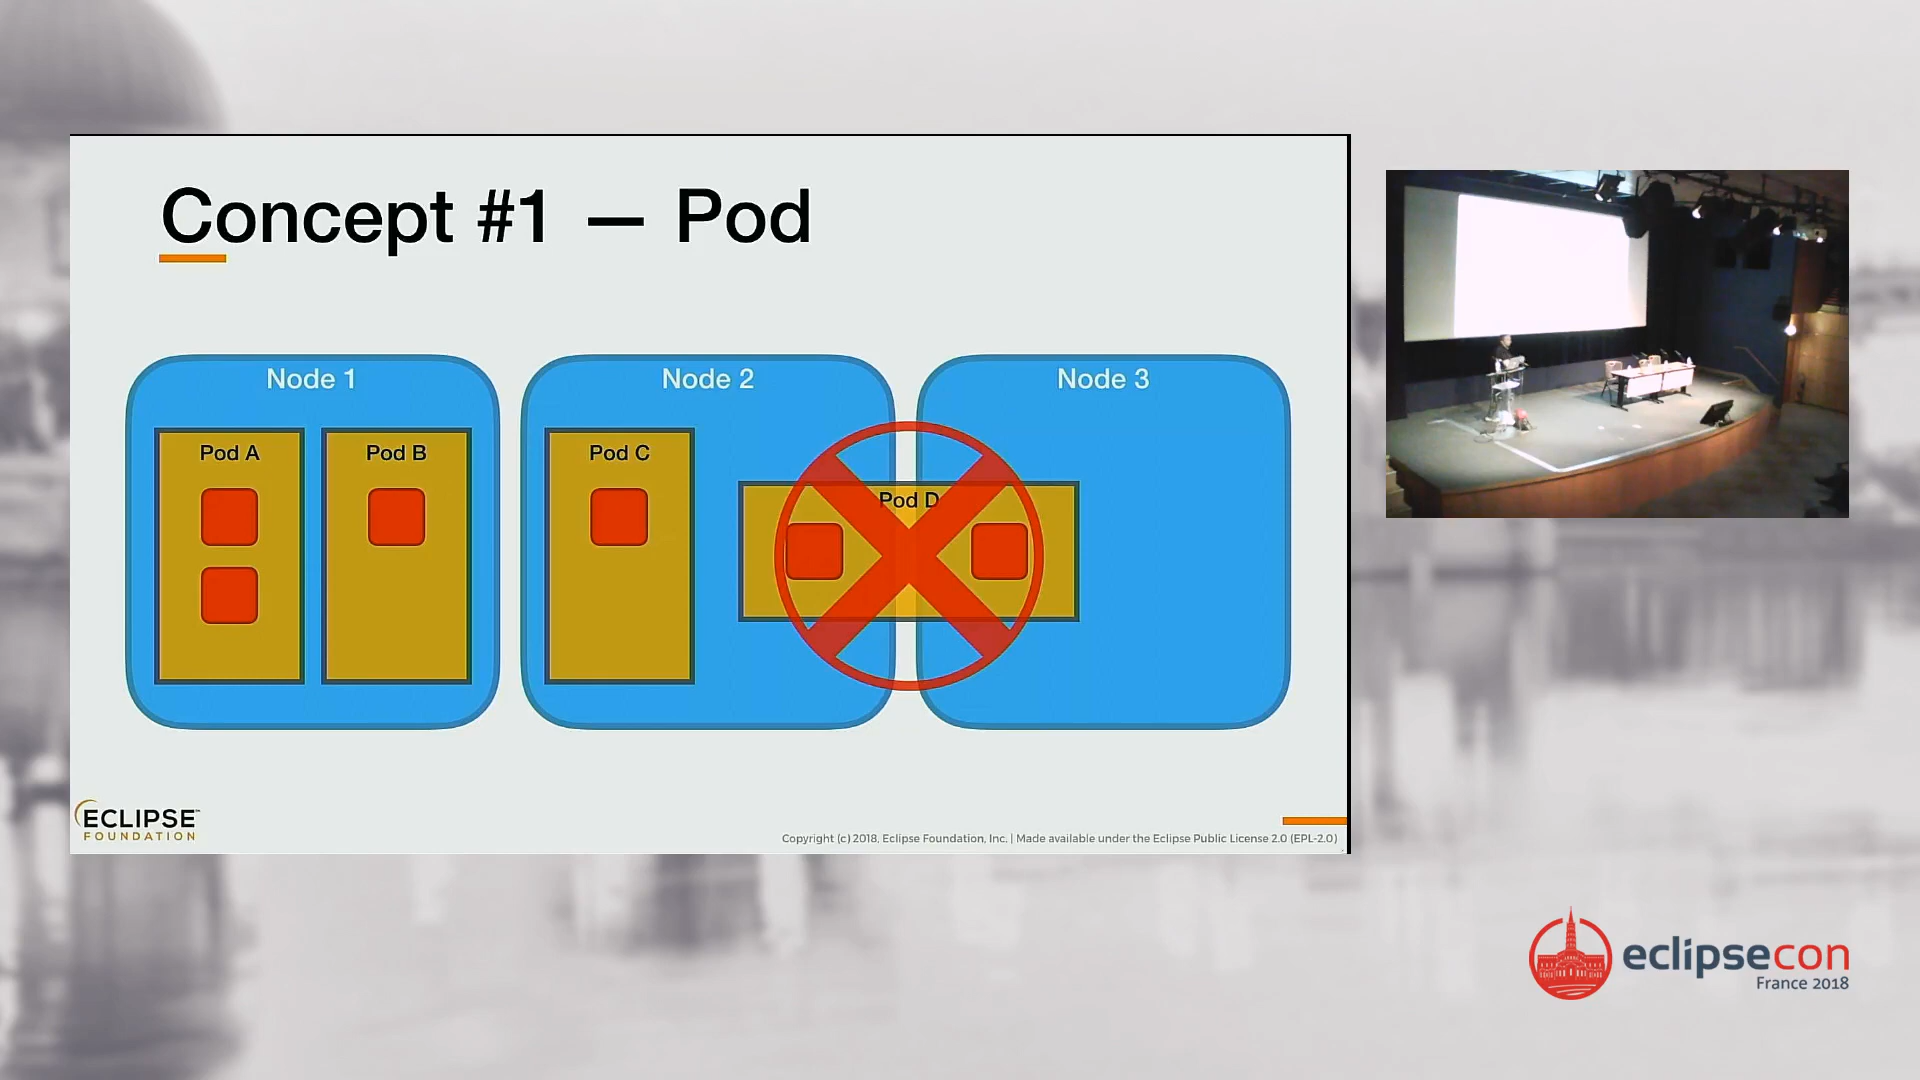 Concept #1 — Pod
Node 1
Node 2
Node 3
Pod A
Pod B
Pod C
Pod D
ECLIPSE™
FOUNDATION
Copyright (c) 2018, Eclipse Foundation, Inc. | Made available under the Eclipse Public License 2.0 (EPL-2.0)
eclipsecon
France 2018